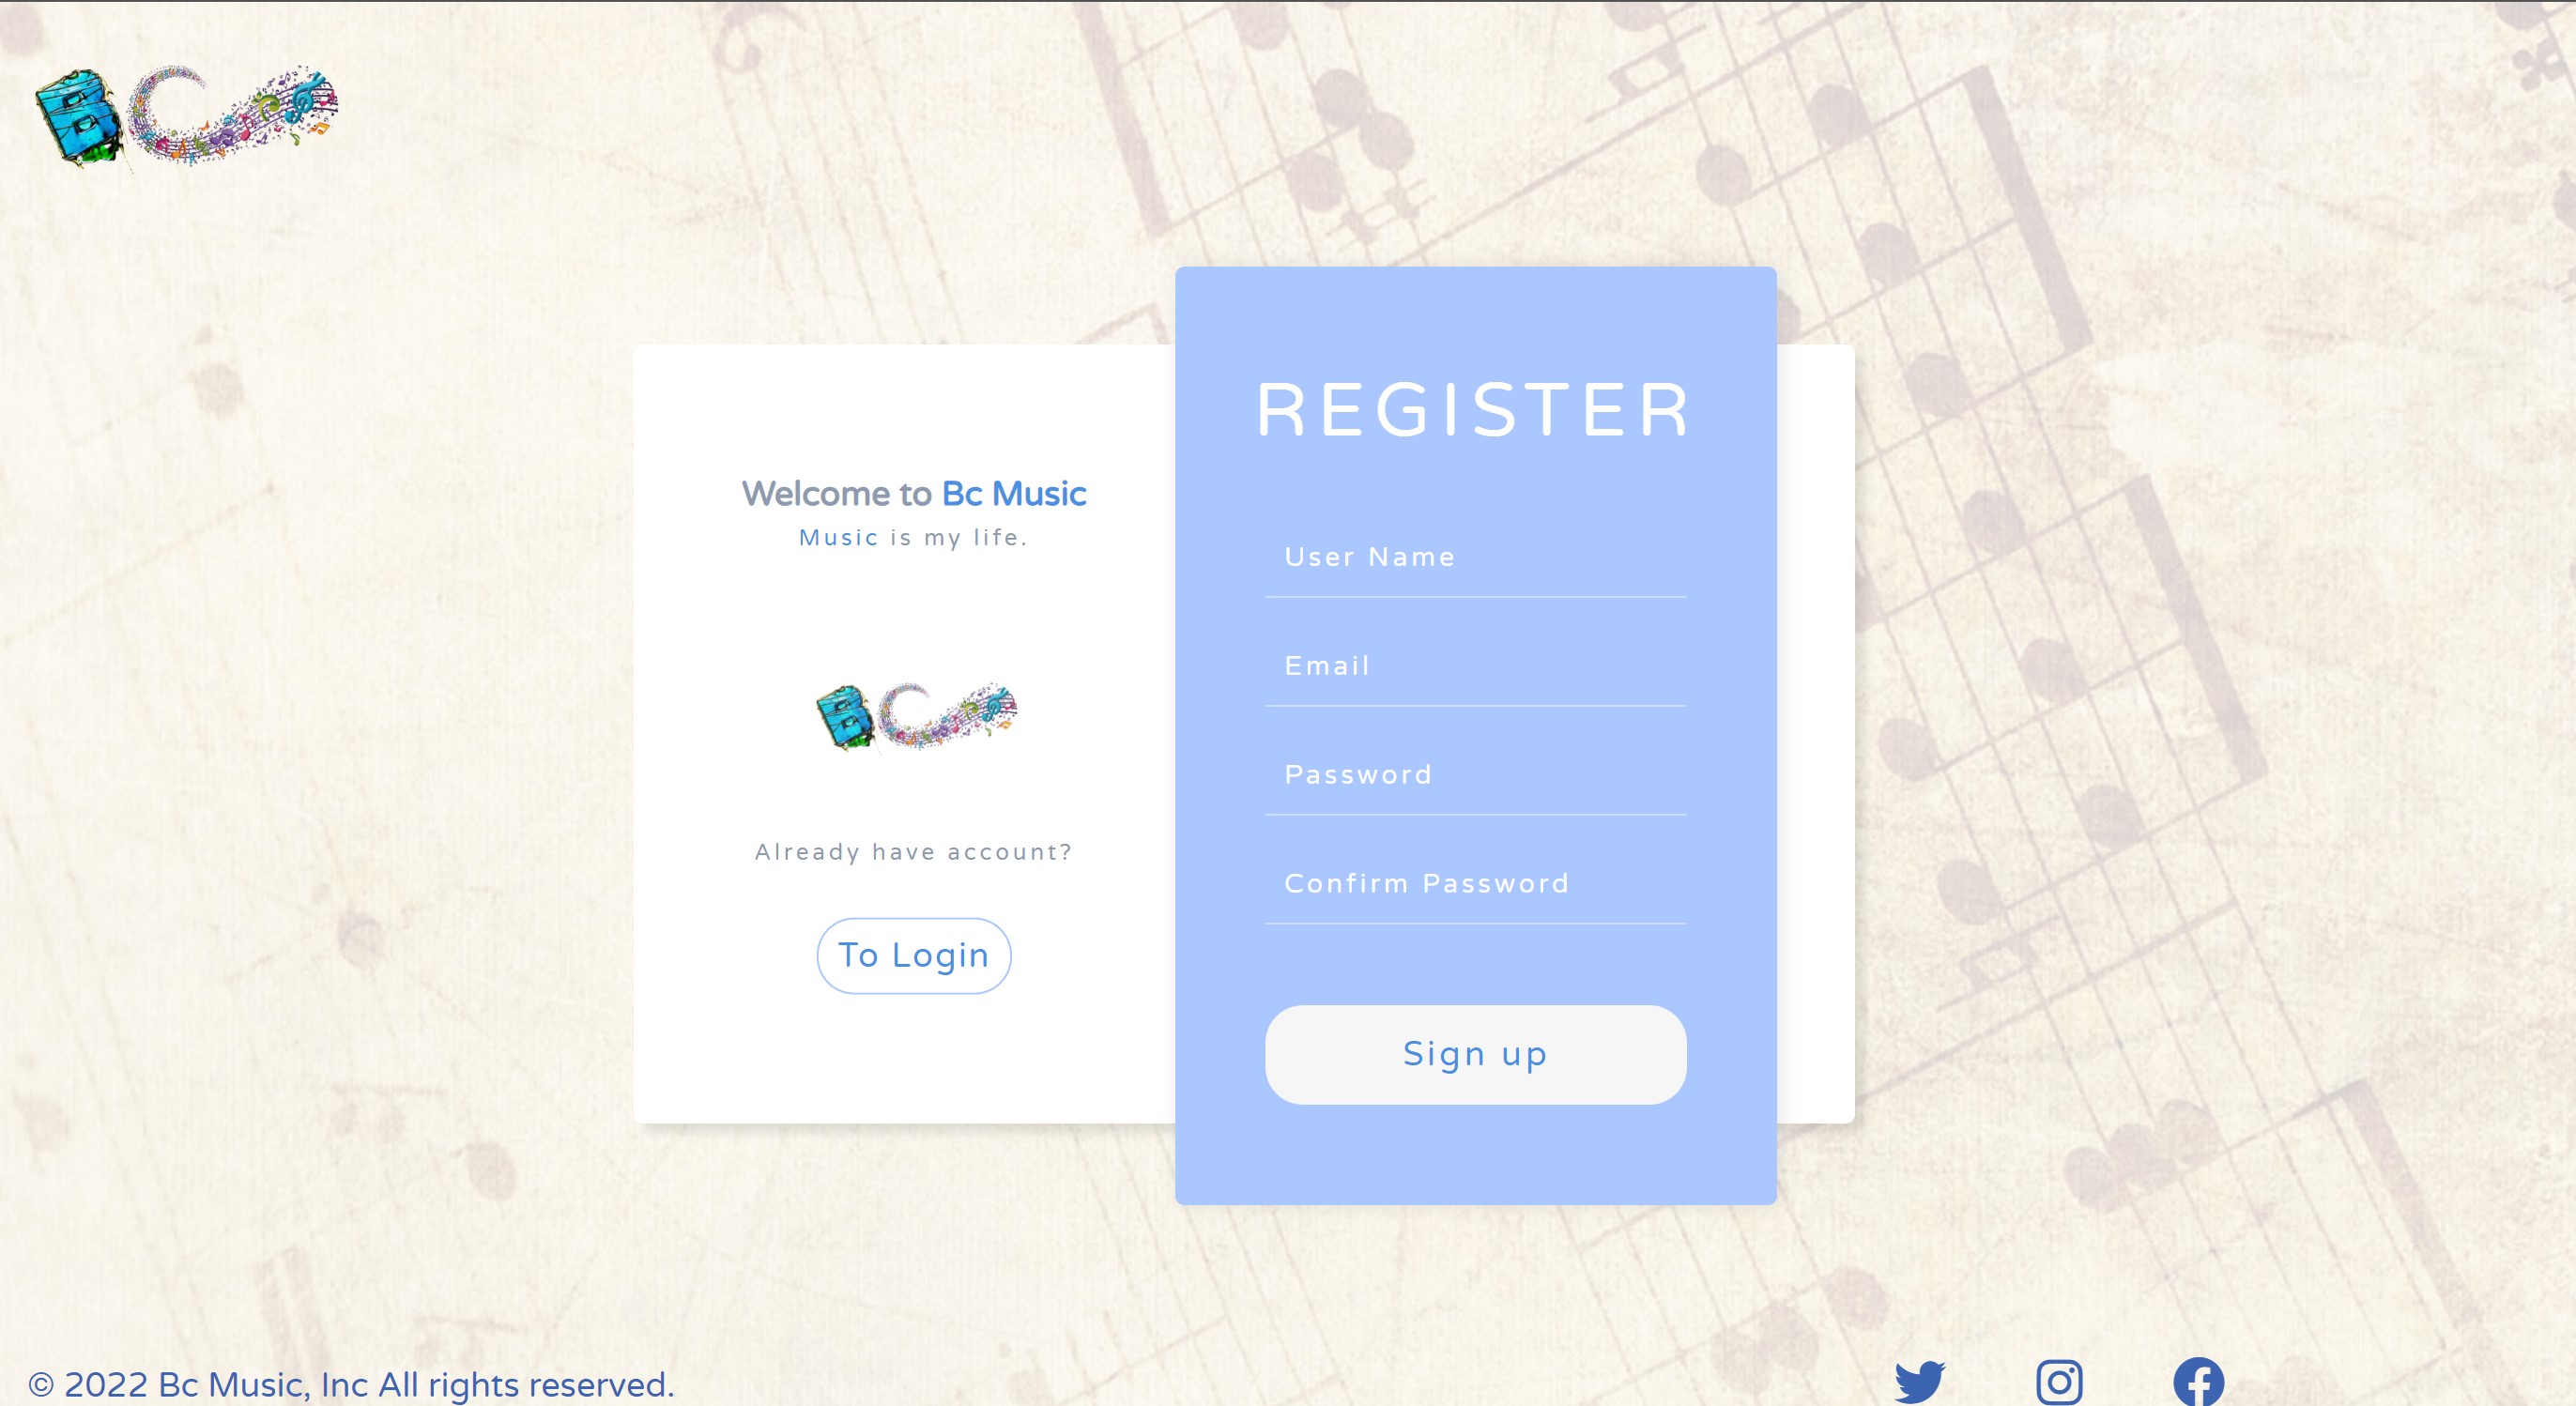 BC
Welcome to Bc Music
Music is my life.
BC
Already have account?
To Login
REGISTER
User Name
Email
Password
Confirm Password
Sign up
© 2022 Bc Music, Inc All rights reserved.